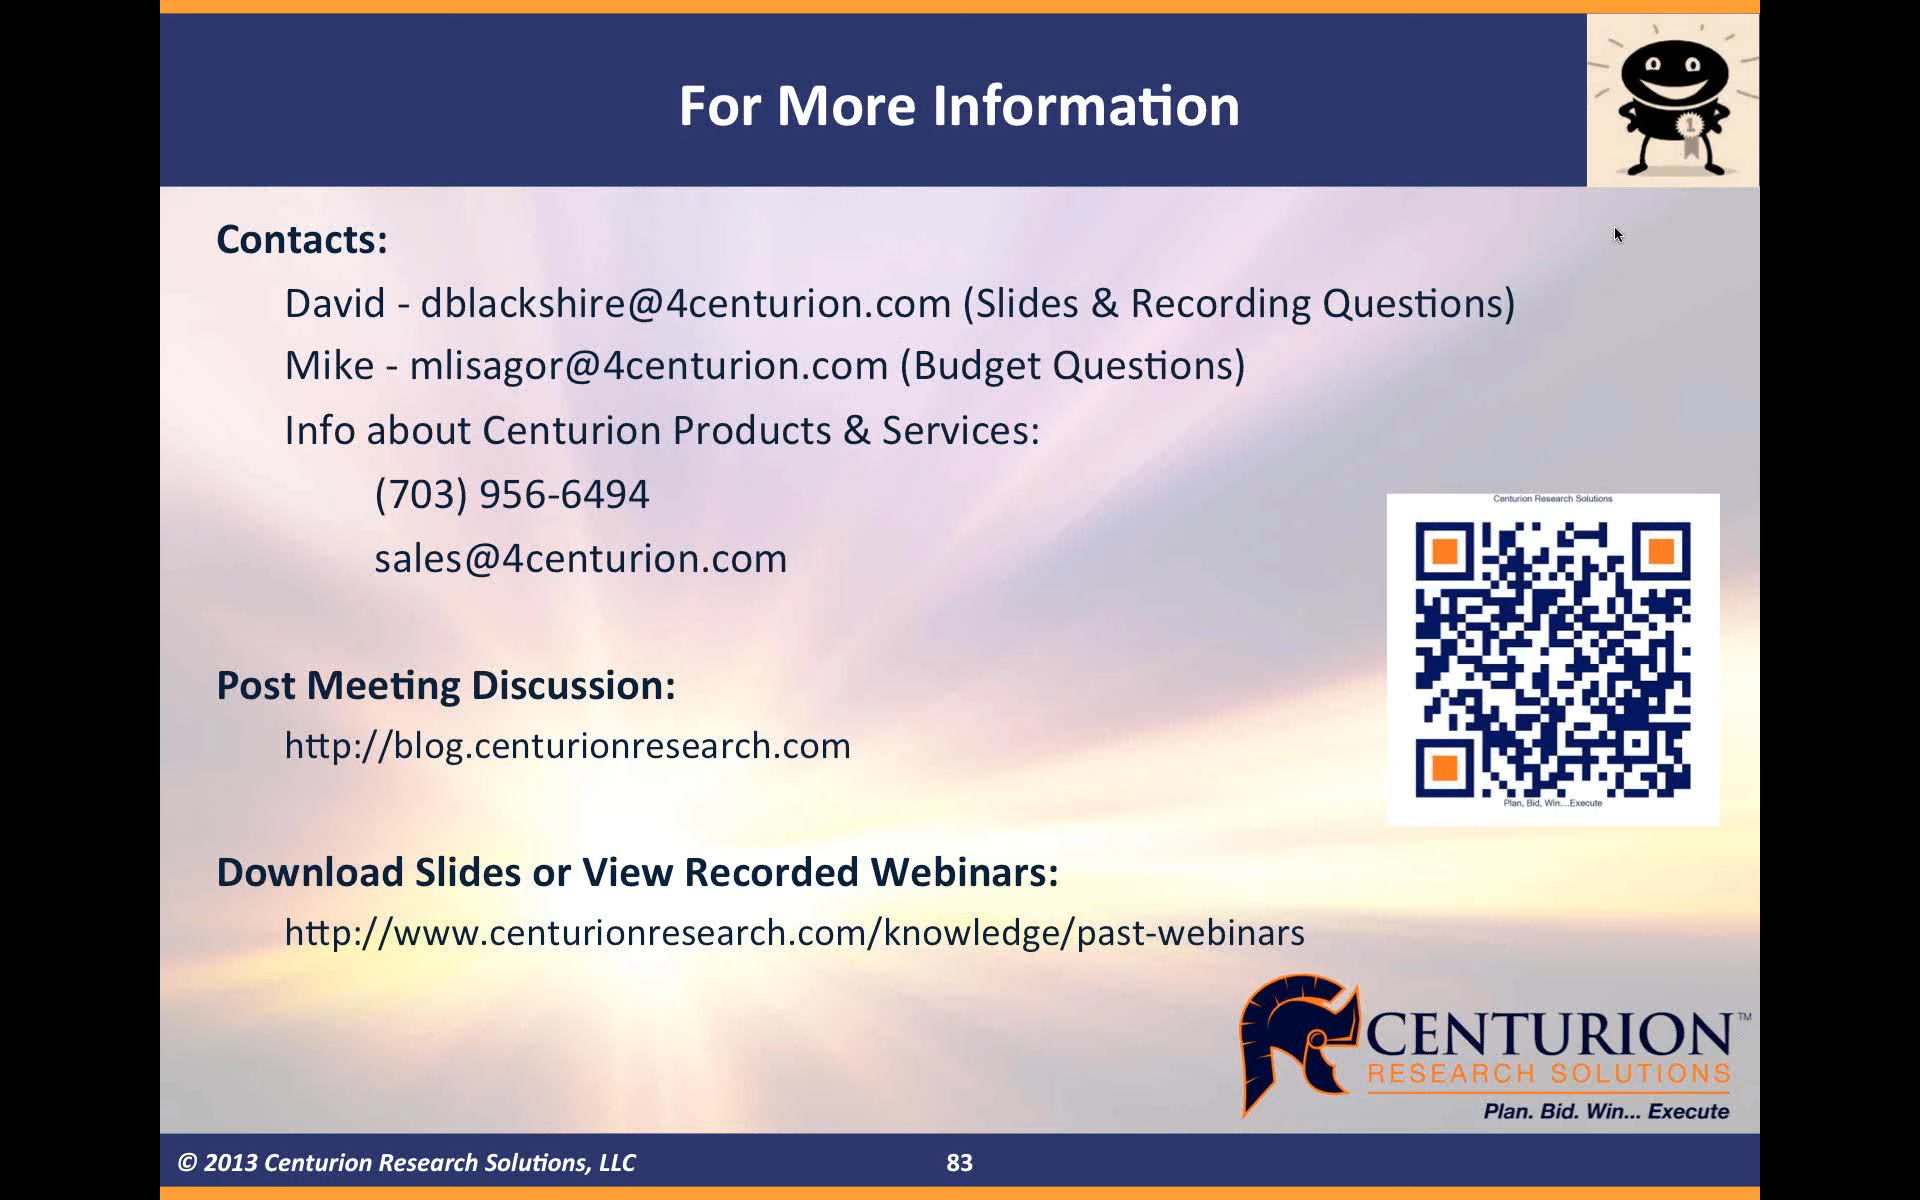 For More Information
1
Contacts:
David - dblackshire@4centurion.com (Slides & Recording Questions)
Mike - mlisagor@4centurion.com (Budget Questions)
Info about Centurion Products & Services:
(703) 956-6494
sales@4centurion.com
Centurion Research Solutions
Plan, Bid, Win....Execute
Post Meeting Discussion:
http://blog.centurionresearch.com
Download Slides or View Recorded Webinars:
http://www.centurionresearch.com/knowledge/past-webinars
CENTURION™
RESEARCH SOLUTIONS
Plan. Bid. Win... Execute
© 2013 Centurion Research Solutions, LLC
83